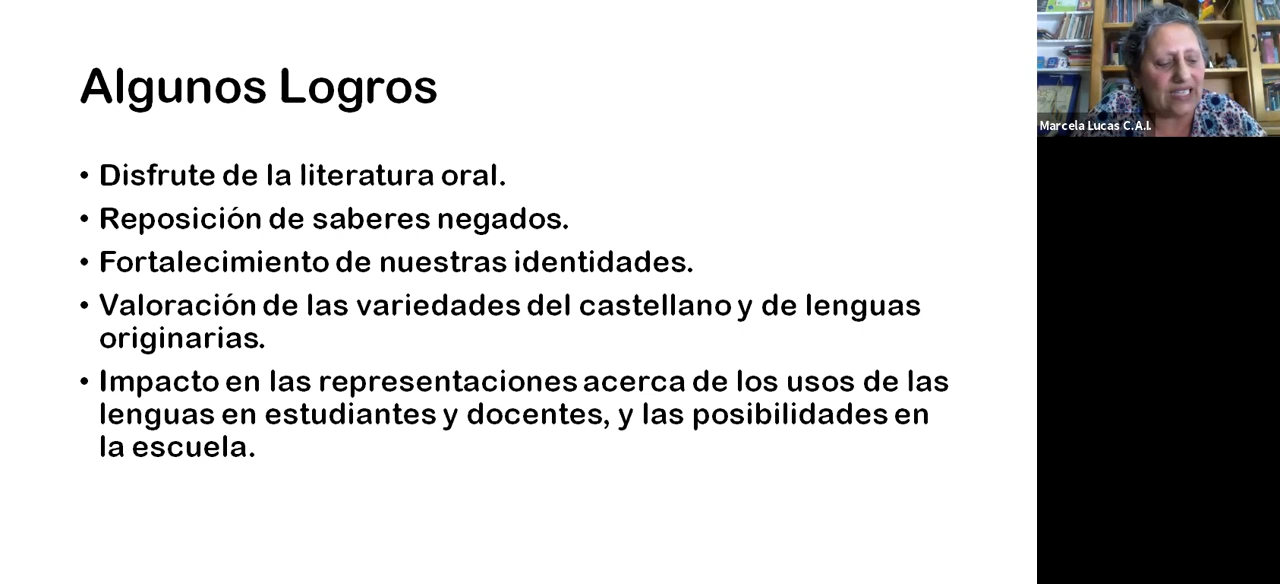 Algunos Logros
• Disfrute de la literatura oral.
• Reposición de saberes negados.
• Fortalecimiento de nuestras identidades.
• Valoración de las variedades del castellano y de lenguas
originarias.
• Impacto en las representaciones acerca de los usos de las
lenguas en estudiantes y docentes, y las posibilidades en
la escuela.
Marcela Lucas C.A.I.